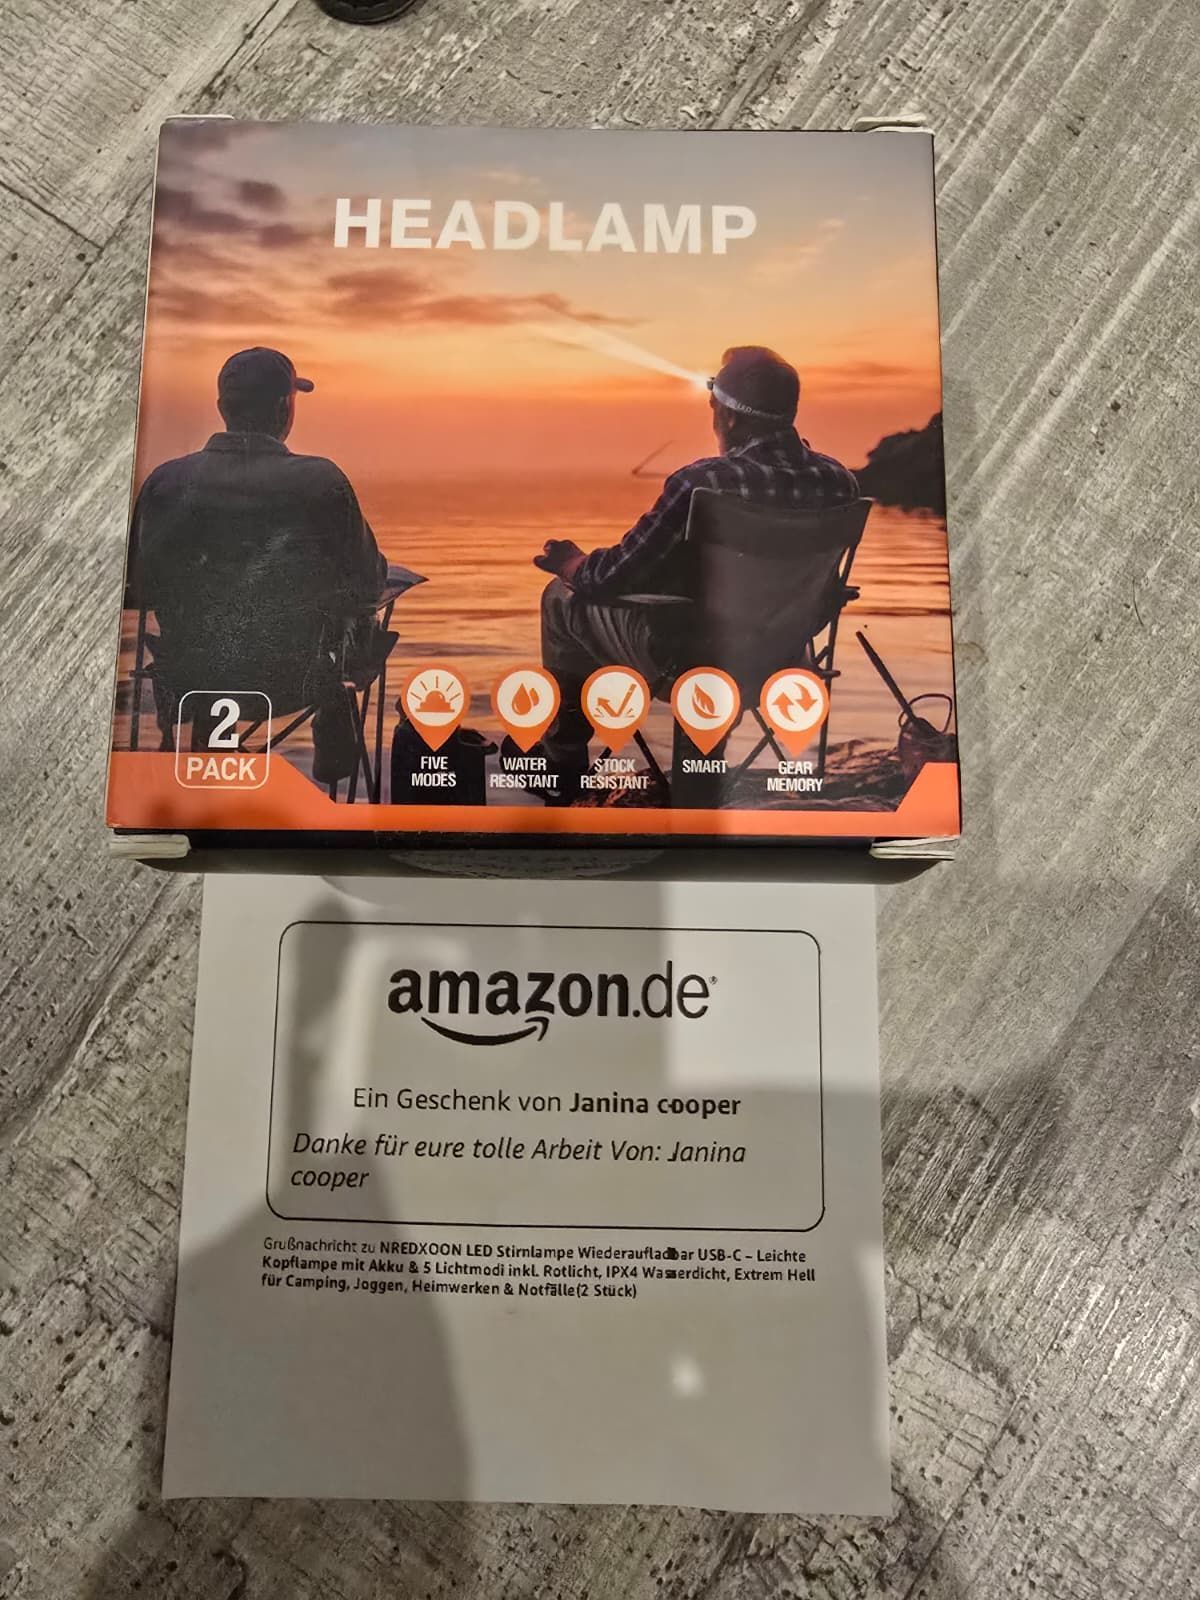 HEADLAMP
2
PACK
FIVE
MODES
WATER
RESISTANT
STOCK
RESISTANT
SMART
GEAR
MEMORY
amazon.de
Ein Geschenk von Janina cooper
Danke für eure tolle Arbeit Von: Janina
cooper
Grußnachricht zu NREDXOON LED Stirnlampe Wiederaufladbar USB-C – Leichte
Kopflampe mit Akku & 5 Lichtmodi inkl. Rotlicht, IPX4 Wasserdicht, Extrem Hell
für Camping, Joggen, Heimwerken & Notfälle(2 Stück)